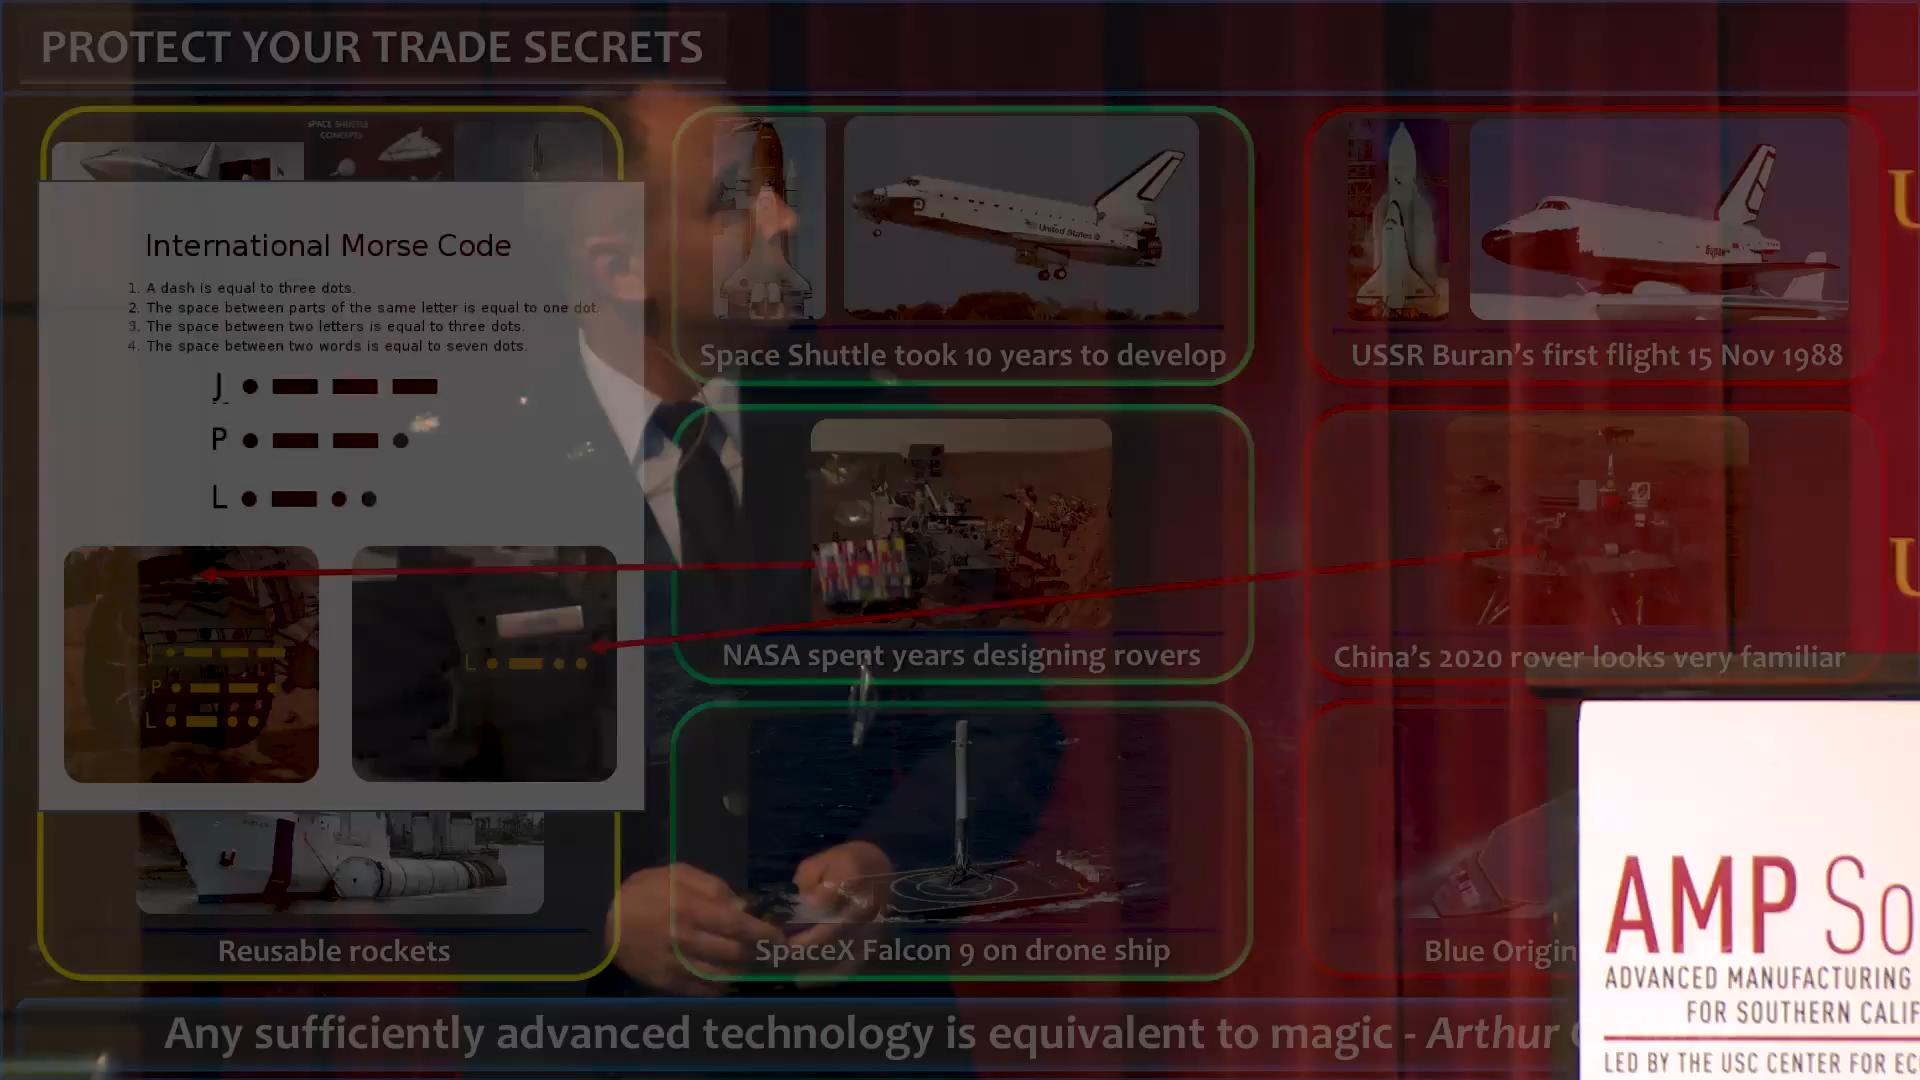 PROTECT YOUR TRADE SECRETS
SPACE SHUTTLE
CONCEPTS
International Morse Code
1. A dash is equal to three dots.
2. The space between parts of the same letter is equal to one dot.
3. The space between two letters is equal to three dots.
4. The space between two words is equal to seven dots.
J
P
L
J
P
L
L
United States
Space Shuttle took 10 years to develop
USSR Buran's first flight 15 Nov 1988
NASA spent years designing rovers
China's 2020 rover looks very familiar
Reusable rockets
SpaceX Falcon 9 on drone ship
Blue Origin
Any sufficiently advanced technology is equivalent to magic - Arthur
U
U
AMP So
ADVANCED MANUFACTURING
FOR SOUTHERN CALIF
LED BY THE USC CENTER FOR EC